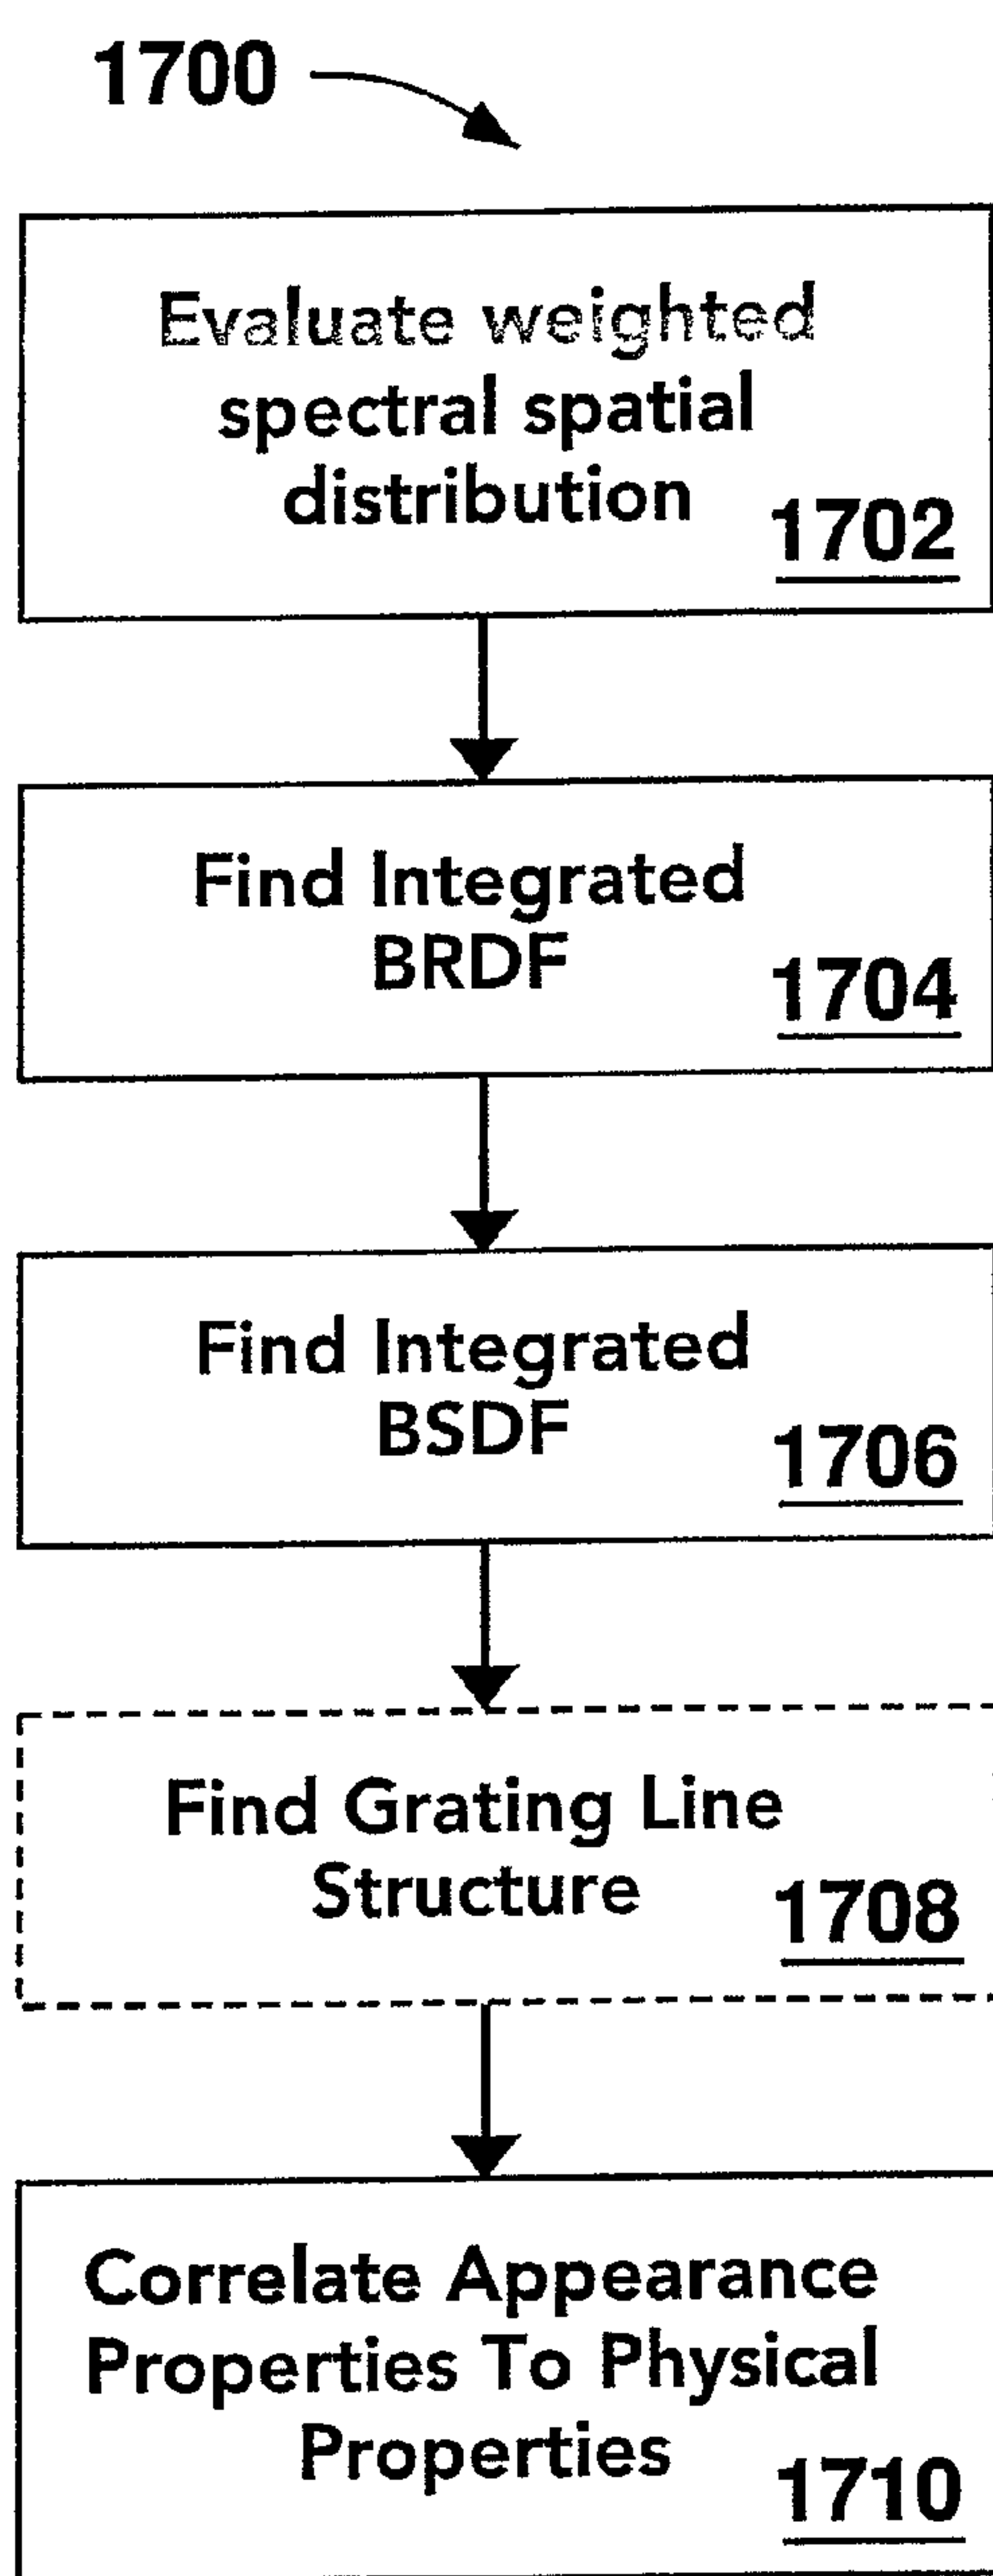 1700
Evaluate weighted
spectral spatial
distribution
1702
Find Integrated
BRDF
1704
Find Integrated
BSDF
1706
Find Grating Line
Structure
1708
Correlate Appearance
Properties To Physical
Properties
1710